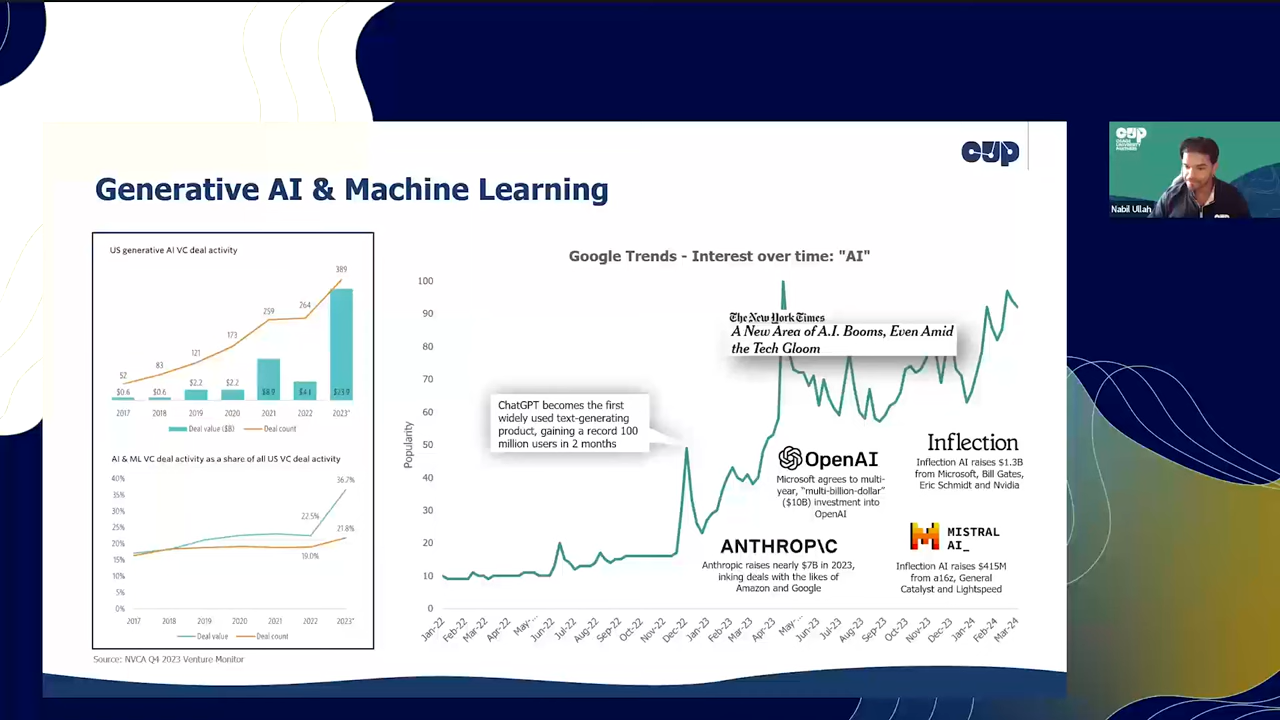 cup
Generative AI & Machine Learning
US generative AI VC deal activity
389
259
264
173
121
83
52
$0.6
$0.6
$2.2
$2.2
$8.9
$4.1
$23.9
2017
2018
2019
2020
2021
2022
2023*
Deal value ($B)
Deal count
AI & ML VC deal activity as a share of all US VC deal activity
40%
35%
30%
25%
20%
15%
10%
5%
0%
36.7%
22.5%
21.8%
19.0%
2017
2018
2019
2020
2021
2022
2023*
Deal value
Deal count
Source: NVCA Q4 2023 Venture Monitor
Google Trends - Interest over time: "AI"
Popularity
100
90
80
70
60
50
40
30
20
10
0
The New York Times
A New Area of A.I. Booms, Even Amid
the Tech Gloom
ChatGPT becomes the first
widely used text-generating
product, gaining a record 100
million users in 2 months
OpenAI
Microsoft agrees to multi-
year, "multi-billion-dollar"
($10B) investment into
OpenAI
Inflection
Inflection AI raises $1.3B
from Microsoft, Bill Gates,
Eric Schmidt and Nvidia
ANTHROP\C
Anthropic raises nearly $7B in 2023,
inking deals with the likes of
Amazon and Google
MISTRAL
AI_
Inflection AI raises $415M
from a16z, General
Catalyst and Lightspeed
Jan-22
Feb-22
Mar-22
Apr-22
May-...
Jun-22
Jul-22
Aug-22
Sep-22
Oct-22
Nov-22
Dec-22
Jan-23
Feb-23
Mar-23
Apr-23
May-...
Jun-23
Jul-23
Aug-23
Sep-23
Oct-23
Nov-23
Dec-23
Jan-24
Feb-24
Mar-24
cup
OSAGE
UNIVERSITY
PARTNERS
Nabil Ullah